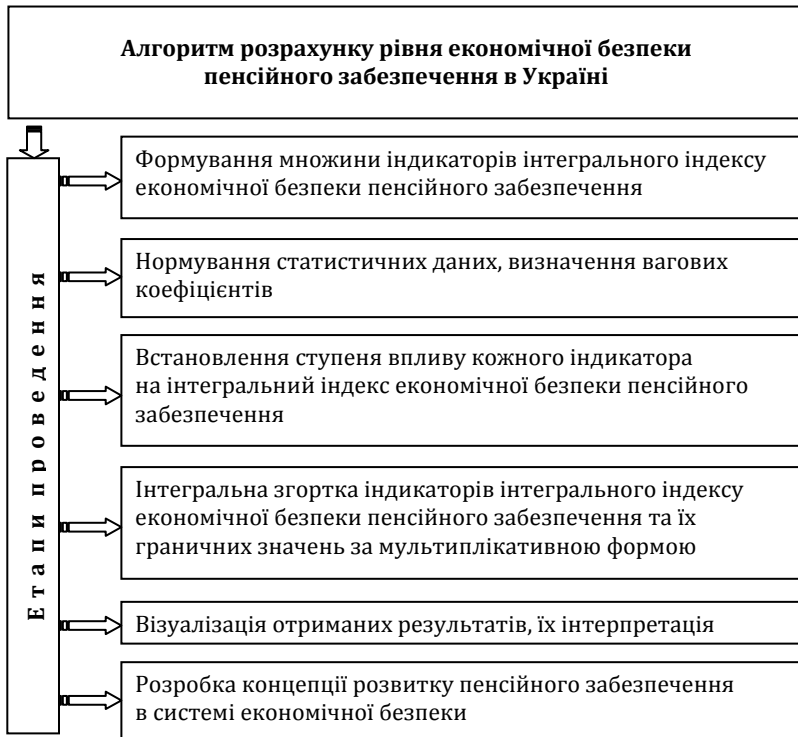 Алгоритм розрахунку рівня економічної безпеки
пенсійного забезпечення в Україні
Етапи проведення
Формування множини індикаторів інтегрального індексу
економічної безпеки пенсійного забезпечення
Нормування статистичних даних, визначення вагових
коефіцієнтів
Встановлення ступеня впливу кожного індикатора
на інтегральний індекс економічної безпеки пенсійного
забезпечення
Інтегральна згортка індикаторів інтегрального індексу
економічної безпеки пенсійного забезпечення та їх
граничних значень за мультиплікативною формою
Візуалізація отриманих результатів, їх інтерпретація
Розробка концепції розвитку пенсійного забезпечення
в системі економічної безпеки